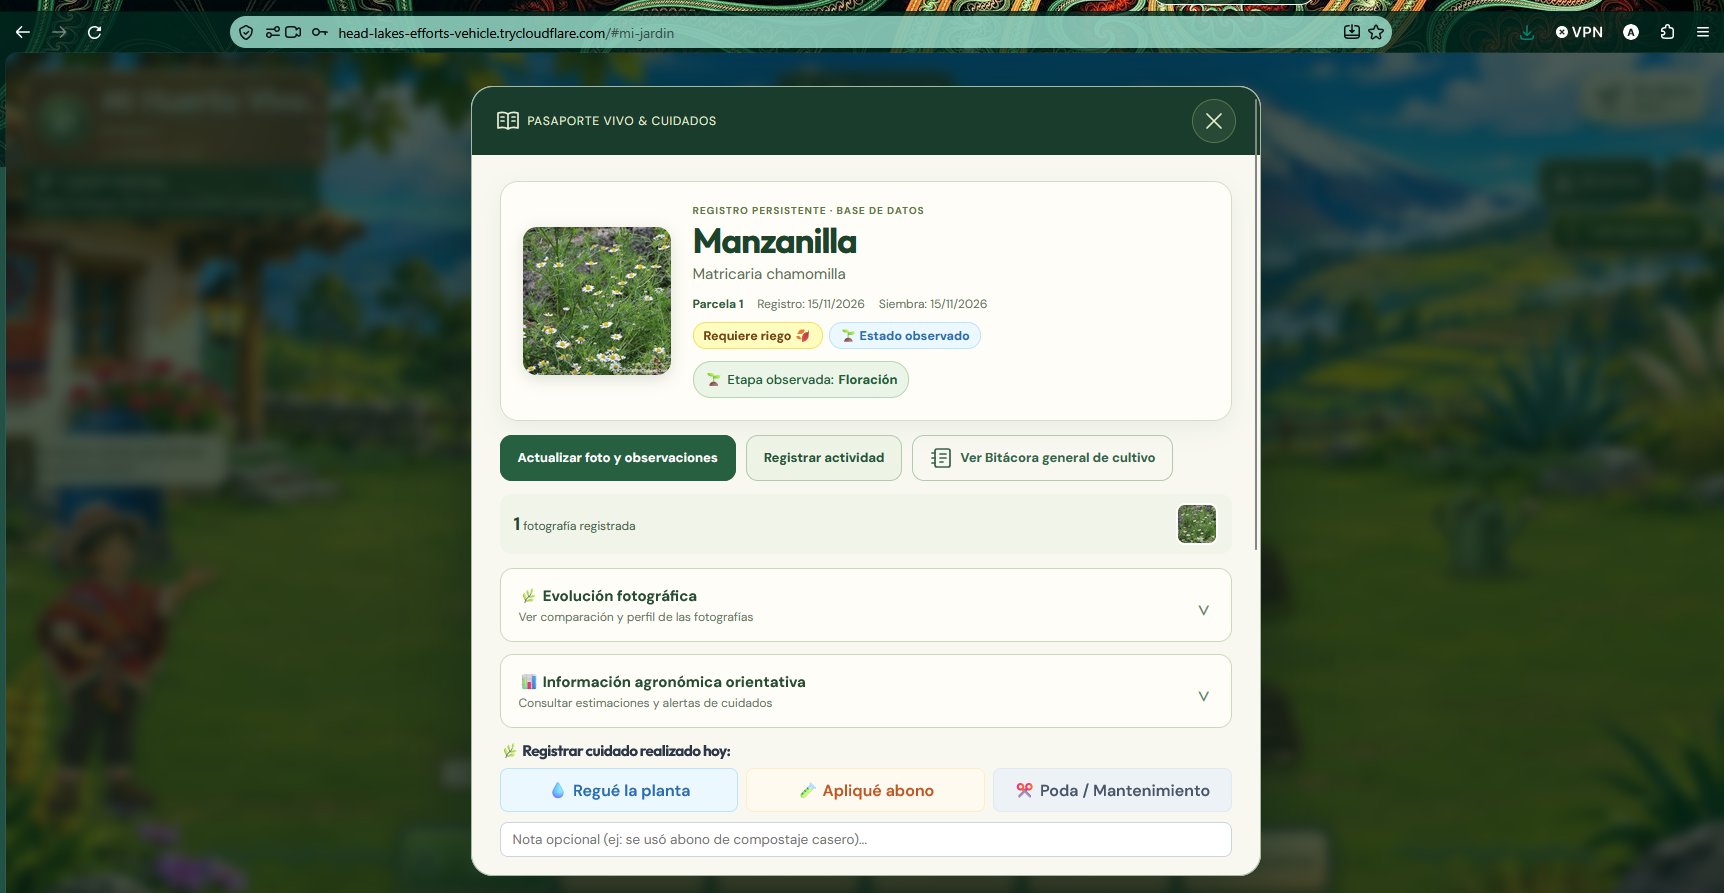 head-lakes-efforts-vehicle.trycloudflare.com/#mi-jardin
VPN
A
PASAPORTE VIVO & CUIDADOS
REGISTRO PERSISTENTE · BASE DE DATOS
Manzanilla
Matricaria chamomilla
Parcela 1 Registro: 15/11/2026 Siembra: 15/11/2026
Requiere riego 🍂 🌱 Estado observado
🌱 Etapa observada: Floración
Actualizar foto y observaciones Registrar actividad Ver Bitácora general de cultivo
1 fotografía registrada
🌿 Evolución fotográfica
Ver comparación y perfil de las fotografías
📊 Información agronómica orientativa
Consultar estimaciones y alertas de cuidados
🌿 Registrar cuidado realizado hoy:
💧 Regué la planta 🧪 Apliqué abono ✂️ Poda / Mantenimiento
Nota opcional (ej: se usó abono de compostaje casero)...